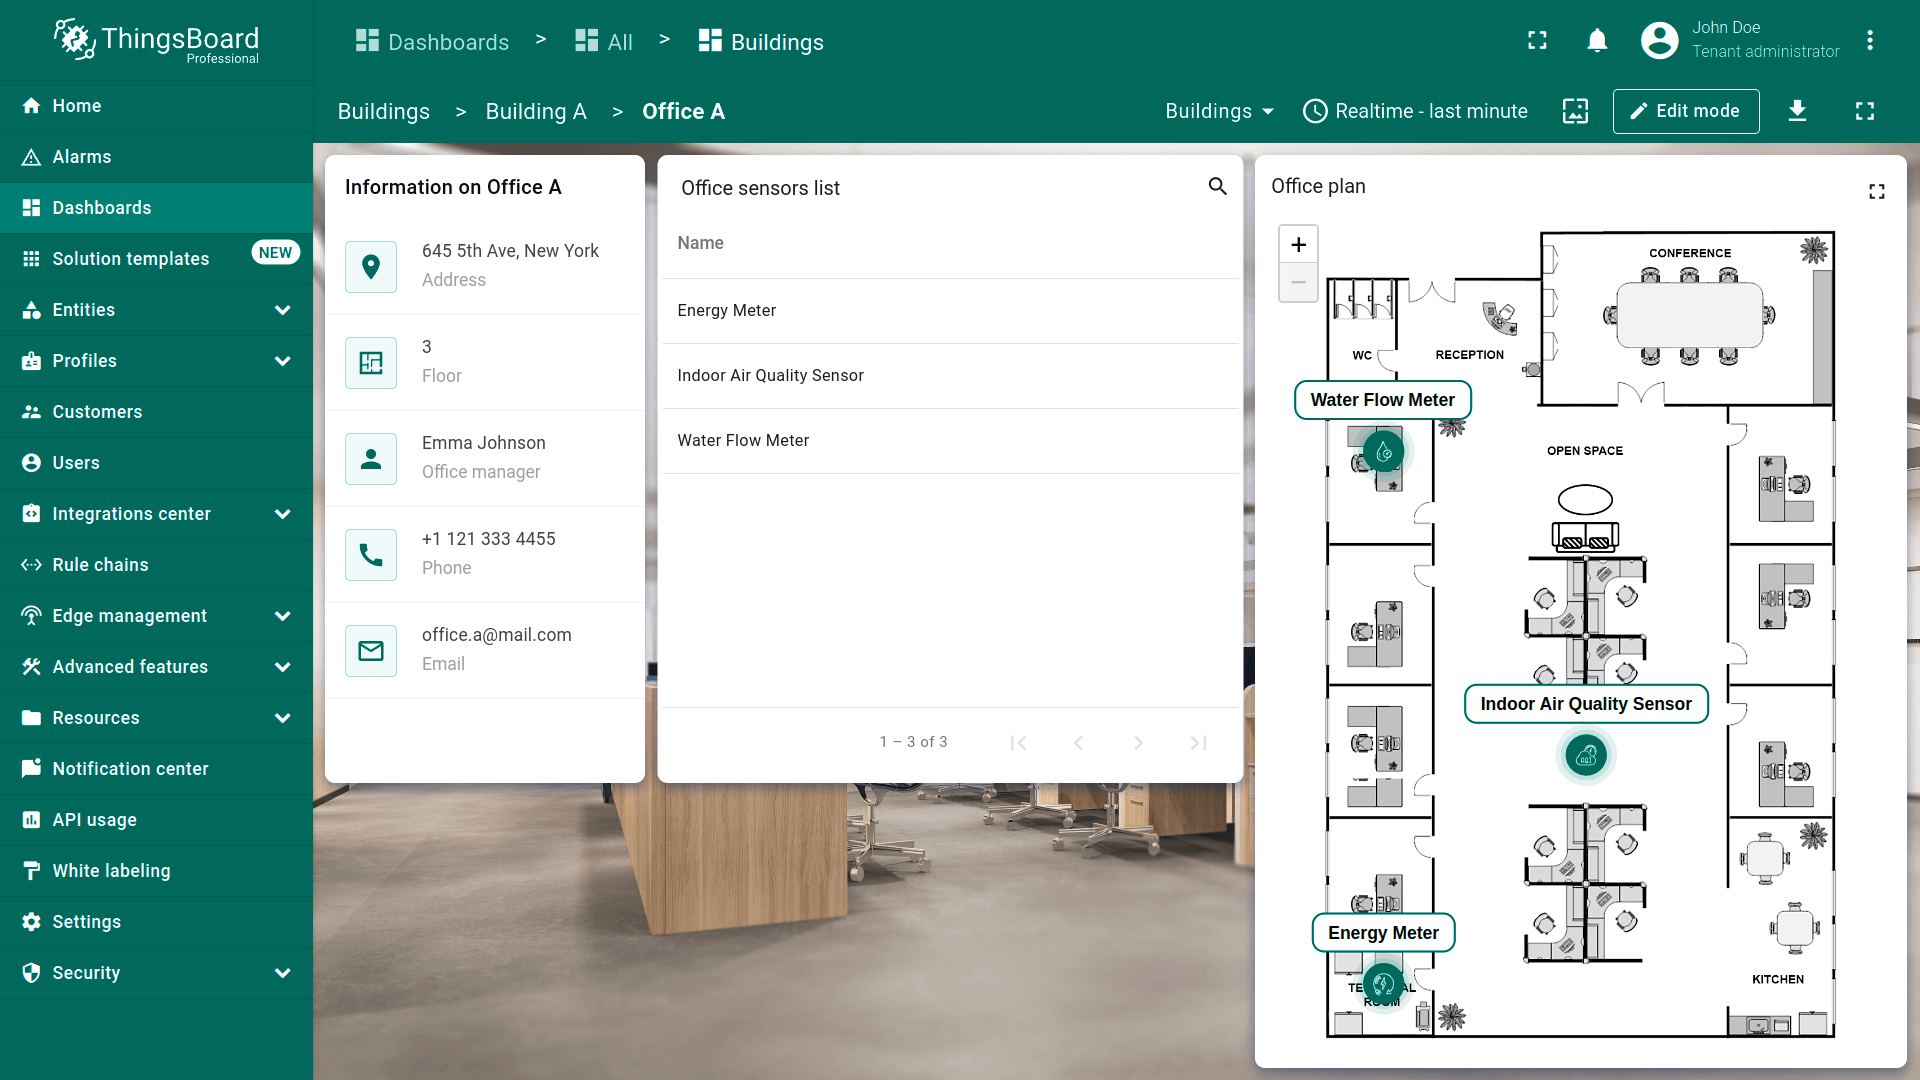 ThingsBoard
Professional
Dashboards > All > Buildings
John Doe
Tenant administrator
Buildings > Building A > Office A
Buildings
Realtime - last minute
Edit mode
Home
Alarms
Dashboards
Solution templates NEW
Entities
Profiles
Customers
Users
Integrations center
Rule chains
Edge management
Advanced features
Resources
Notification center
API usage
White labeling
Settings
Security
Information on Office A
645 5th Ave, New York
Address
3
Floor
Emma Johnson
Office manager
+1 121 333 4455
Phone
office.a@mail.com
Email
Office sensors list
Name
Energy Meter
Indoor Air Quality Sensor
Water Flow Meter
1 – 3 of 3
Office plan
+
−
CONFERENCE
WC
RECEPTION
Water Flow Meter
OPEN SPACE
Indoor Air Quality Sensor
AQI
Energy Meter
KITCHEN
ROOM